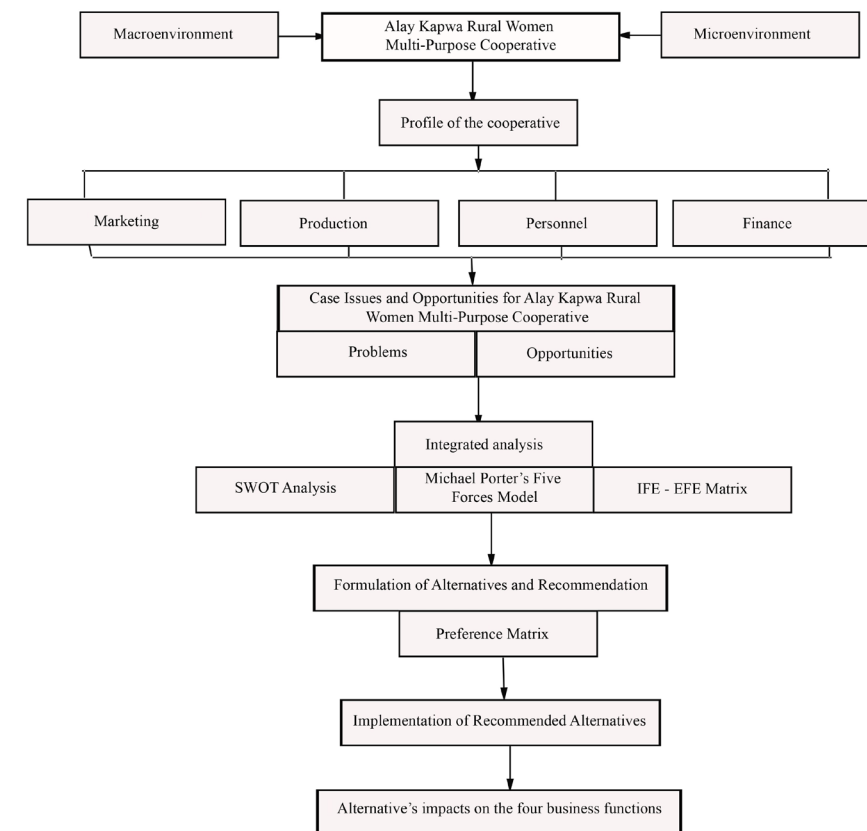 Macroenvironment
Alay Kapwa Rural Women
Multi-Purpose Cooperative
Microenvironment
Profile of the cooperative
Marketing
Production
Personnel
Finance
Case Issues and Opportunities for Alay Kapwa Rural
Women Multi-Purpose Cooperative
Problems
Opportunities
Integrated analysis
SWOT Analysis
Michael Porter's Five
Forces Model
IFE - EFE Matrix
Formulation of Alternatives and Recommendation
Preference Matrix
Implementation of Recommended Alternatives
Alternative's impacts on the four business functions